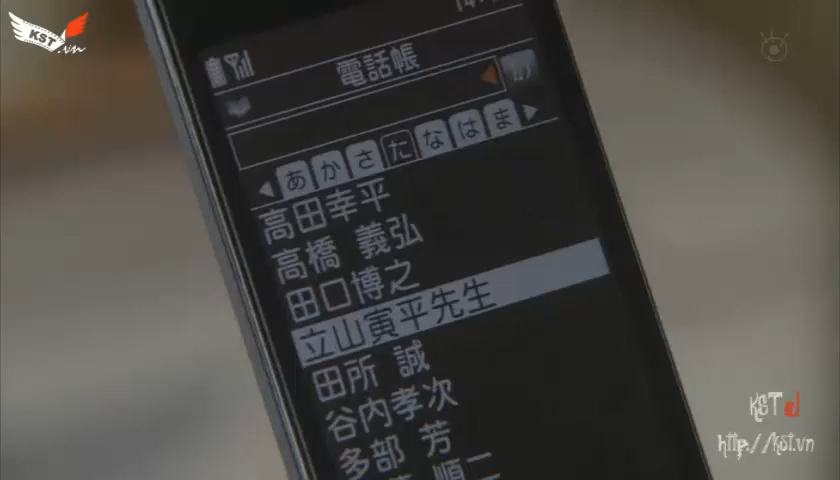 KST
.vn
電話帳
あ か さ た な は ま
高田幸平
高橋 義弘
田口博之
立山寅平先生
田所 誠
谷内孝次
多部 芳
順二
KST d
http://kst.vn